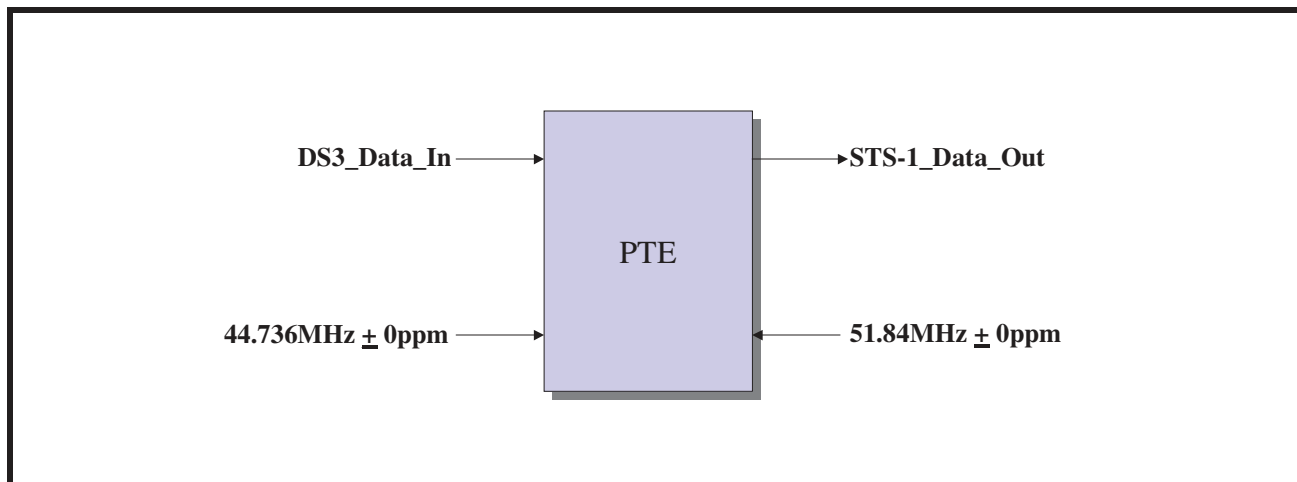 DS3_Data_In
STS-1_Data_Out
PTE
44.736MHz ± 0ppm
51.84MHz ± 0ppm